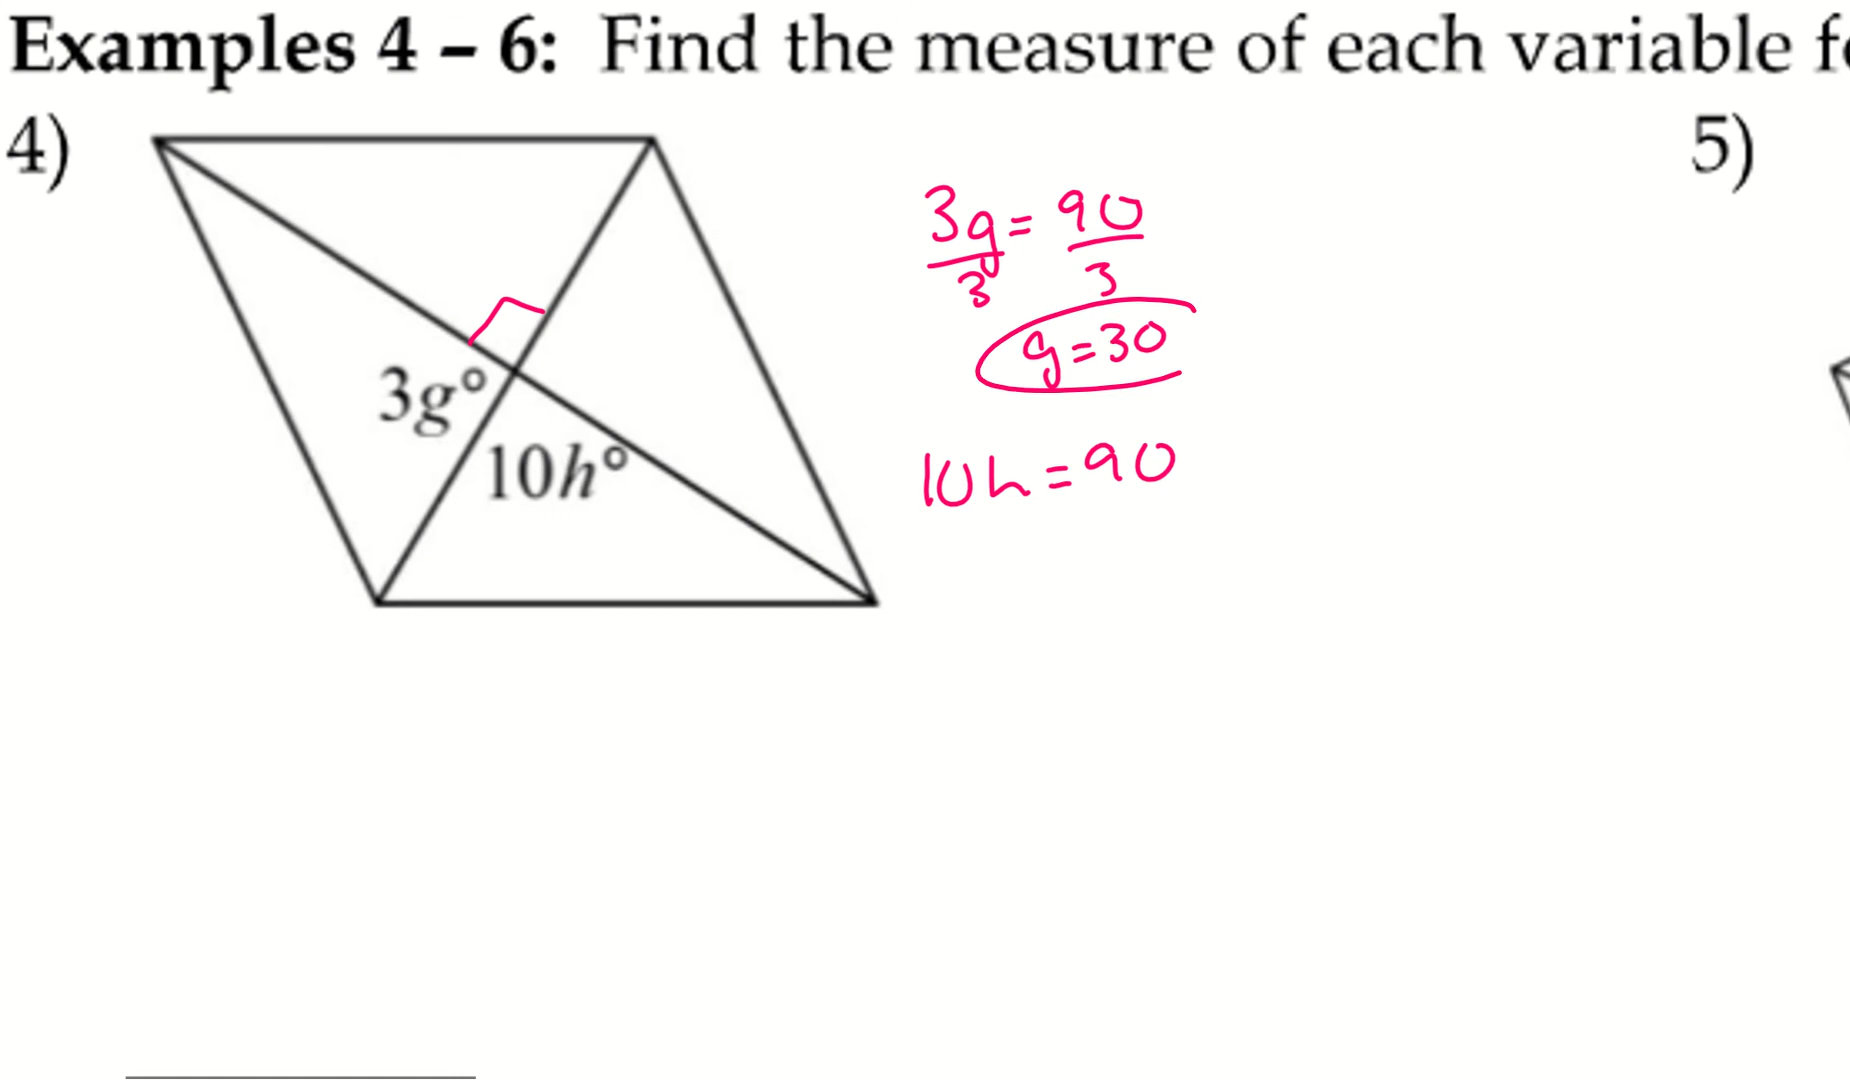 Examples 4 – 6: Find the measure of each variable f
4)
5)
3g = 90
3 3
g = 30
3g°
10h°
10h = 90